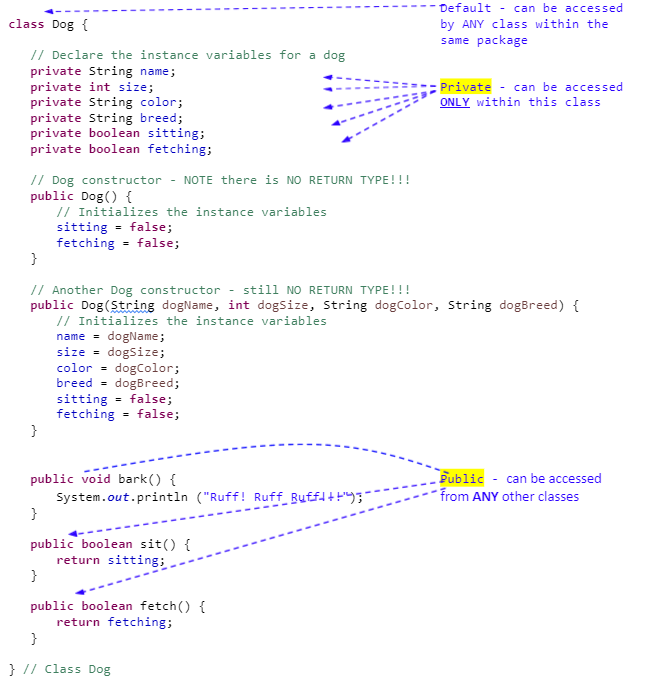 Default - can be accessed
by ANY class within the
same package
class Dog {
// Declare the instance variables for a dog
private String name;
private int size;
private String color;
private String breed;
private boolean sitting;
private boolean fetching;
Private - can be accessed
ONLY within this class
// Dog constructor - NOTE there is NO RETURN TYPE!!!
public Dog() {
// Initializes the instance variables
sitting = false;
fetching = false;
}
// Another Dog constructor - still NO RETURN TYPE!!!
public Dog(String dogName, int dogSize, String dogColor, String dogBreed) {
// Initializes the instance variables
name = dogName;
size = dogSize;
color = dogColor;
breed = dogBreed;
sitting = false;
fetching = false;
}
public void bark() {
System.out.println ("Ruff! Ruff Ruff!!!");
}
Public - can be accessed
from ANY other classes
public boolean sit() {
return sitting;
}
public boolean fetch() {
return fetching;
}
} // Class Dog